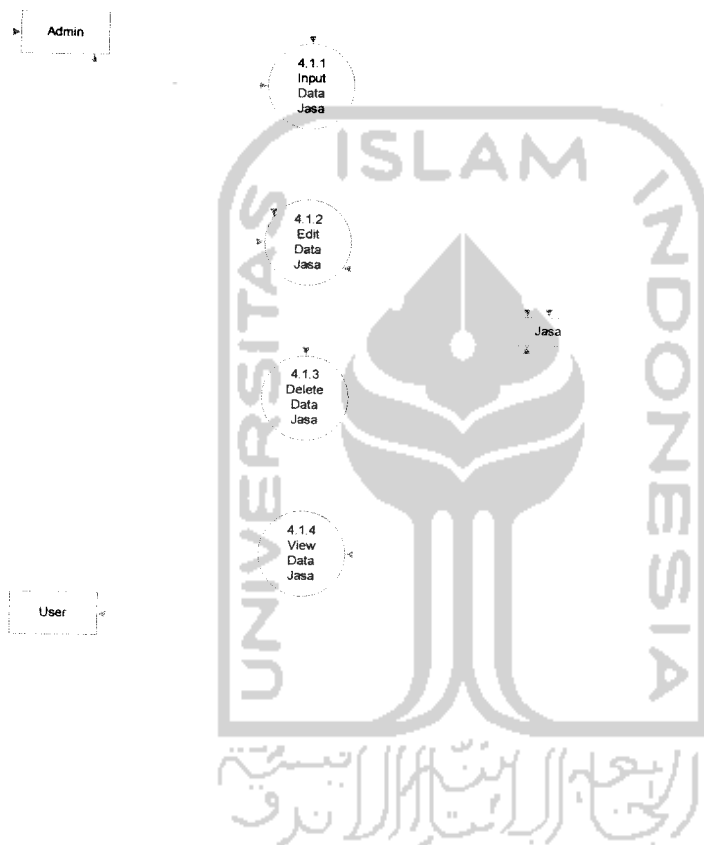 Admin
4.1.1
Input
Data
Jasa
ISLAM
UNIVERSITAS
INDONESIA
4.1.2
Edit
Data
Jasa
Jasa
4.1.3
Delete
Data
Jasa
4.1.4
View
Data
Jasa
User